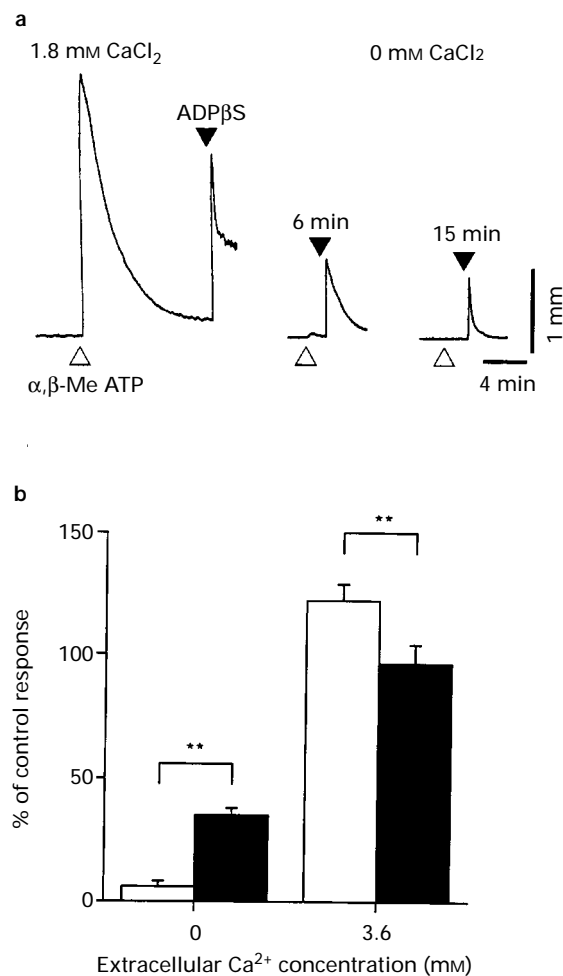 a
1.8 mM CaCl₂
0 mM CaCl2
ADPβS
6 min
15 min
1 mm
4 min
α,β-Me ATP
b
150
100
50
0
% of control response
**
**
0
3.6
Extracellular Ca²⁺ concentration (mM)